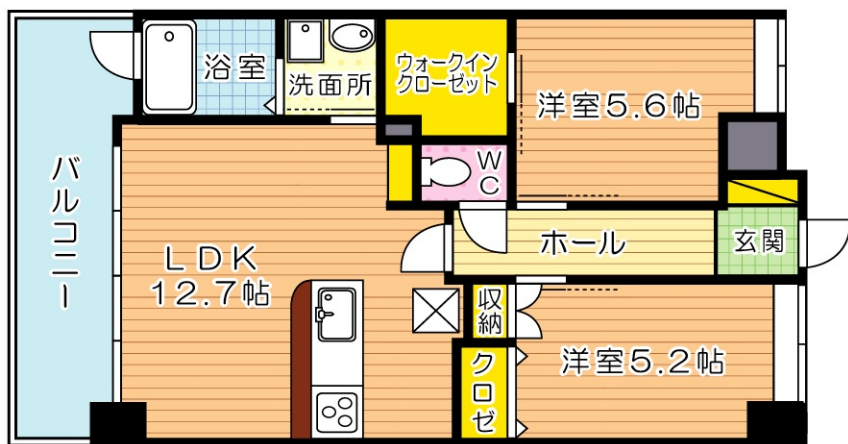 浴室
洗面所
ウォークイン
クローゼット
洋室5.6帖
バルコニー
WC
ホール
玄関
LDK
12.7帖
収納
クロゼ
洋室5.2帖